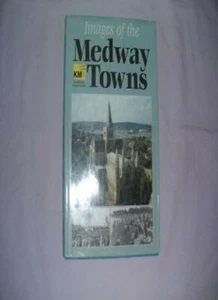 Images of the
Medway
KM
Towns